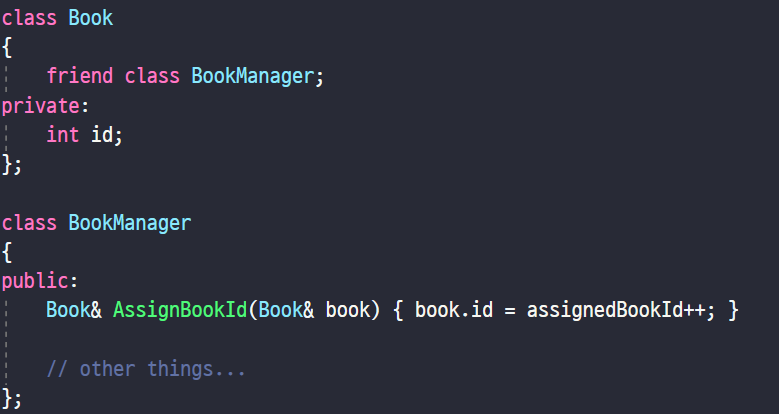 class Book
{
    friend class BookManager;
private:
    int id;
};

class BookManager
{
public:
    Book& AssignBookId(Book& book) { book.id = assignedBookId++; }

    // other things...
};